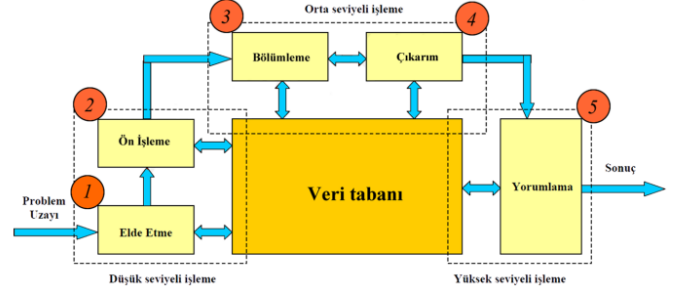 Orta seviyeli işleme
3
4
Bölümleme
Çıkarım
2
5
Ön İşleme
Veri tabanı
Yorumlama
Sonuç
1
Problem
Uzayı
Elde Etme
Düşük seviyeli işleme
Yüksek seviyeli işleme